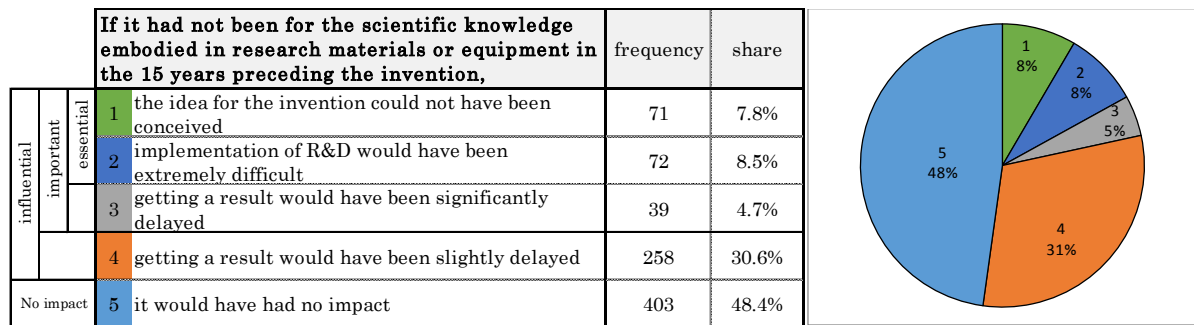 If it had not been for the scientific knowledge
embodied in research materials or equipment in
the 15 years preceding the invention,
frequency
share
influential
important
essential
1
the idea for the invention could not have been
conceived
71
7.8%
2
implementation of R&D would have been
extremely difficult
72
8.5%
3
getting a result would have been significantly
delayed
39
4.7%
4
getting a result would have been slightly delayed
258
30.6%
No impact
5
it would have had no impact
403
48.4%
1
8%
2
8%
3
5%
4
31%
5
48%